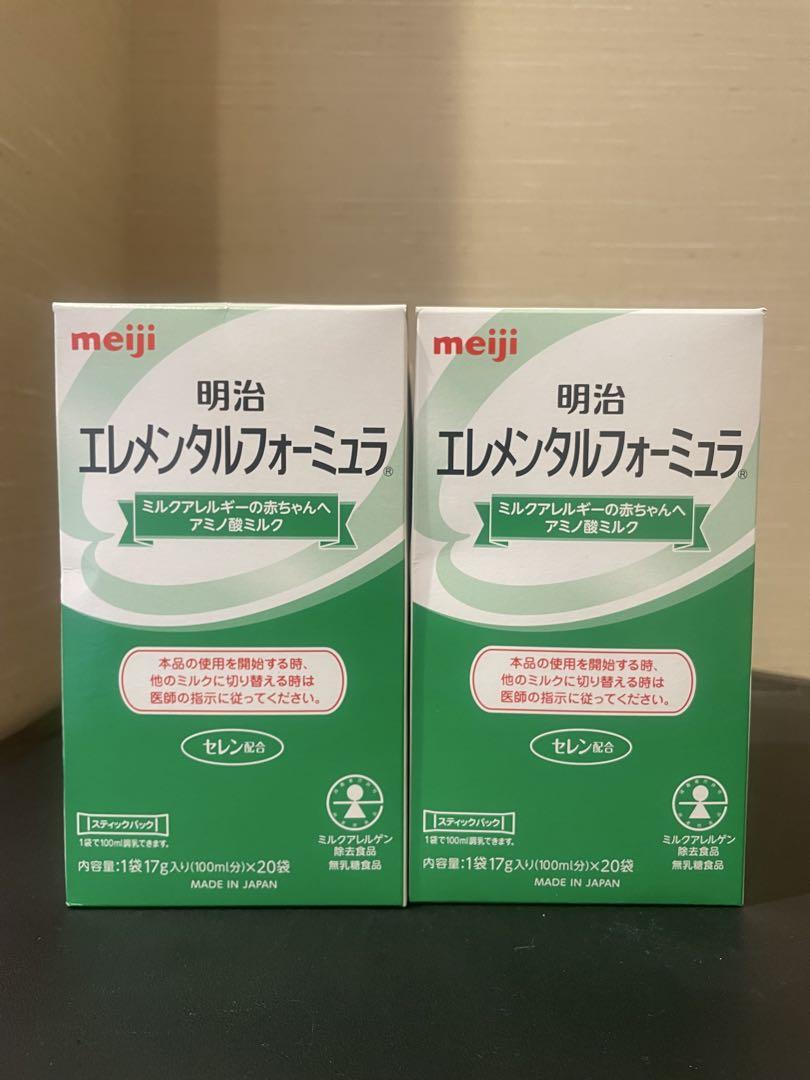 meiji
明治
エレメンタルフォーミュラ®
ミルクアレルギーの赤ちゃんへ
アミノ酸ミルク
本品の使用を開始する時、
他のミルクに切り替える時は
医師の指示に従ってください。
セレン配合
スティックパック
1袋で100ml調乳できます。
ミルクアレルゲン
除去食品
無乳糖食品
内容量:1袋17g入り(100ml分)×20袋
MADE IN JAPAN
meiji
明治
エレメンタルフォーミュラ®
ミルクアレルギーの赤ちゃんへ
アミノ酸ミルク
本品の使用を開始する時、
他のミルクに切り替える時は
医師の指示に従ってください。
セレン配合
スティックパック
1袋で100ml調乳できます。
ミルクアレルゲン
除去食品
無乳糖食品
内容量:1袋17g入り(100ml分)×20袋
MADE IN JAPAN